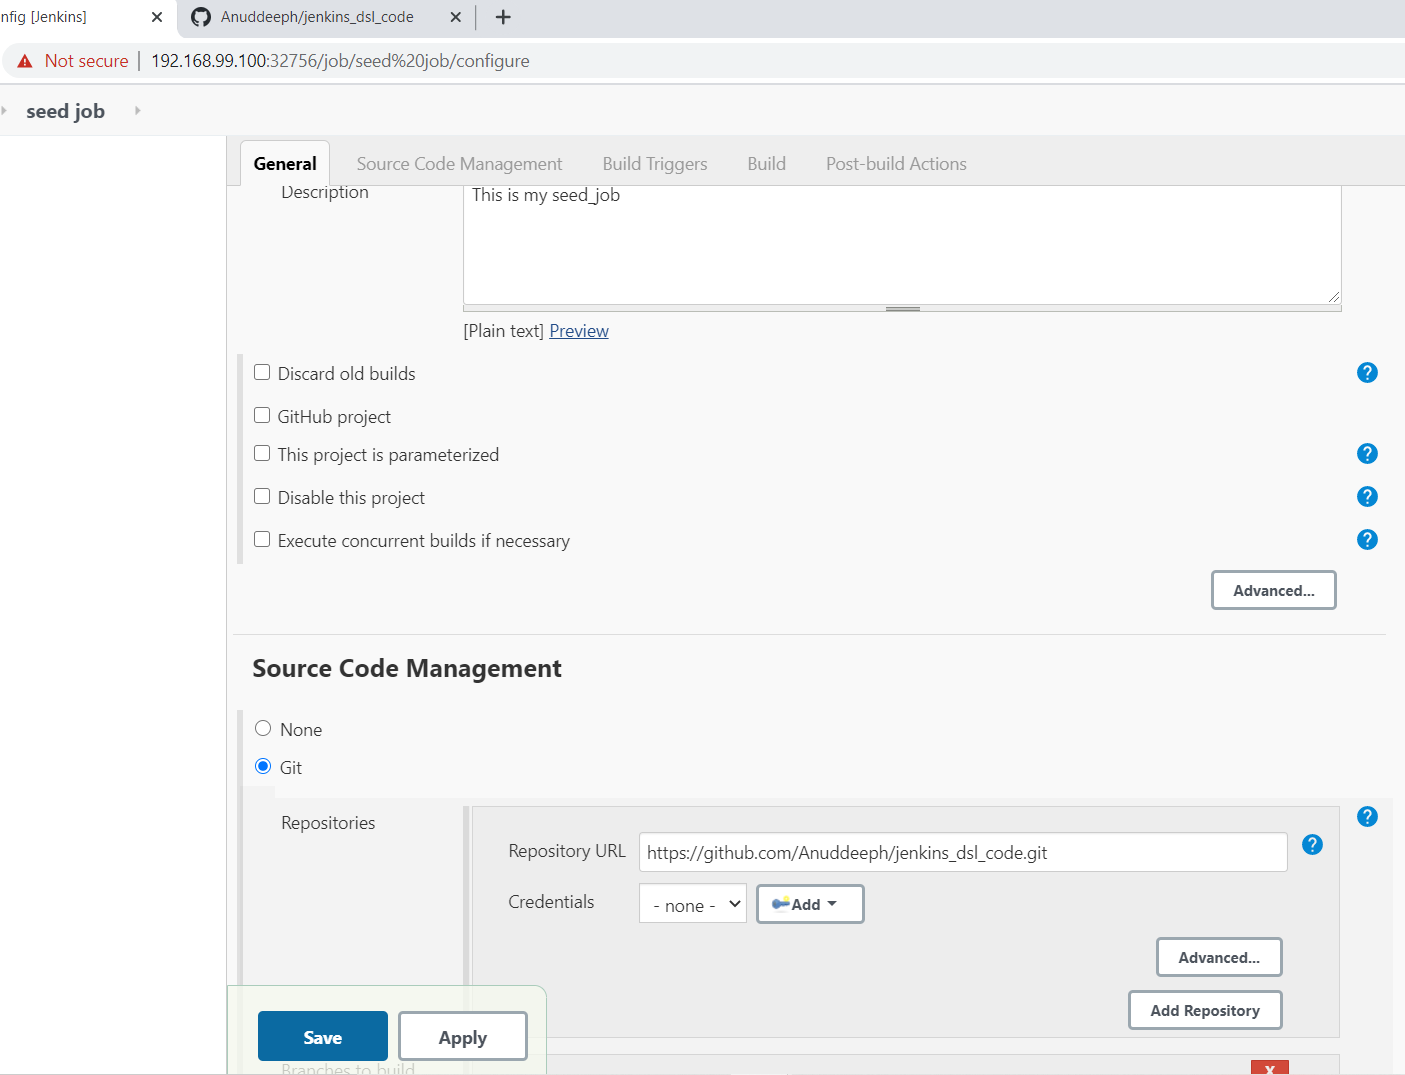 nfig [Jenkins]
Anuddeeph/jenkins_dsl_code
Not secure | 192.168.99.100:32756/job/seed%20job/configure
seed job
General Source Code Management Build Triggers Build Post-build Actions
Description
This is my seed_job
[Plain text] Preview
Discard old builds
GitHub project
This project is parameterized
Disable this project
Execute concurrent builds if necessary
Advanced...
Source Code Management
None
Git
Repositories
Repository URL https://github.com/Anuddeeph/jenkins_dsl_code.git
Credentials - none - Add
Advanced...
Add Repository
Save Apply
Branches to build
X